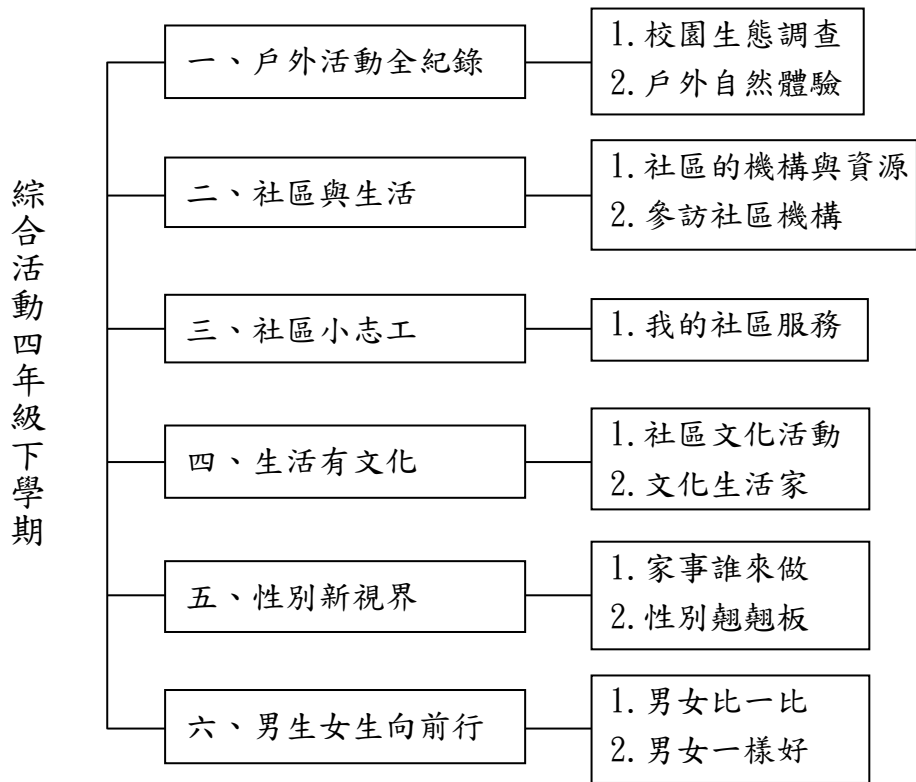 綜合活動四年級下學期
一、戶外活動全紀錄
1.校園生態調查
2.戶外自然體驗
二、社區與生活
1.社區的機構與資源
2.參訪社區機構
三、社區小志工
1.我的社區服務
四、生活有文化
1.社區文化活動
2.文化生活家
五、性別新視界
1.家事誰來做
2.性別翹翹板
六、男生女生向前行
1.男女比一比
2.男女一樣好